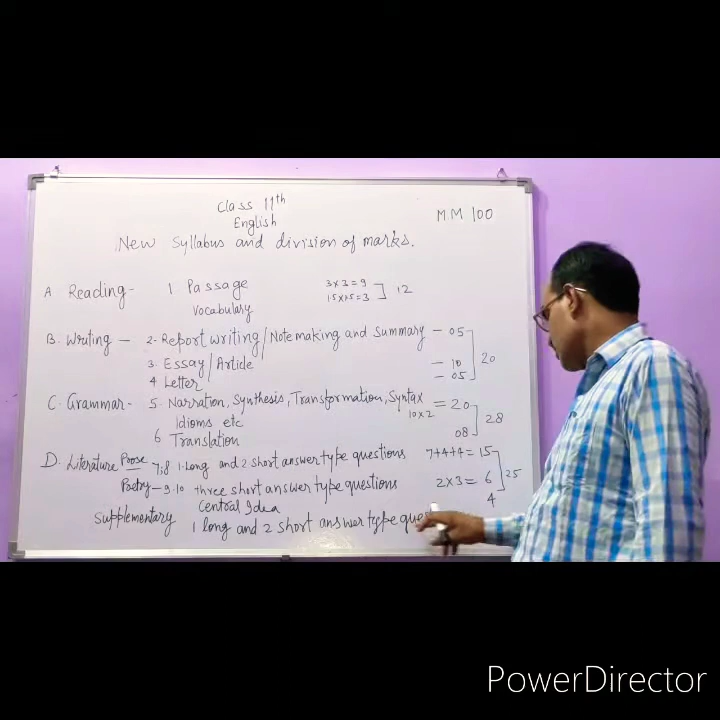 Class 11th
English
M M 100
New Syllabus and division of marks.
A Reading- 1. Passage 3x3=9
Vocabulary 1.5x1.5=3 ] 12
B. Writing - 2. Report writing/Notemaking and Summary - 05
3. Essay/Article - 10 ] 20
4 Letter - 05
C. Grammar- 5. Narration, Synthesis, Transformation, Syntax = 20
Idioms etc 10x2 ] 28
6 Translation 08
D. Literature Prose - 7,8 1.Long and 2 short answer type questions 7+4+4=15
Poetry - 9.10 three short answer type questions 2x3= 6 ] 25
Central Idea 4
Supplementary 1 long and 2 short answer type
PowerDirector